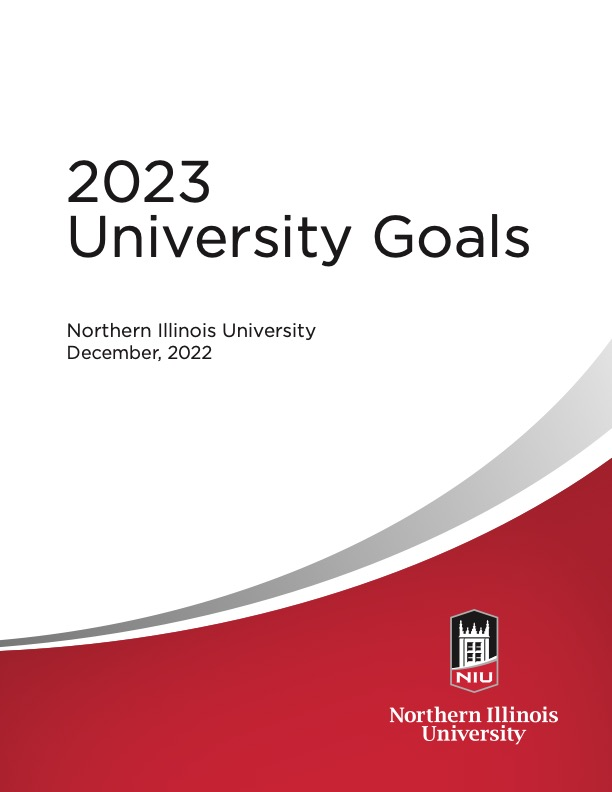 2023
University Goals
Northern Illinois University
December, 2022
NIU
Northern Illinois
University